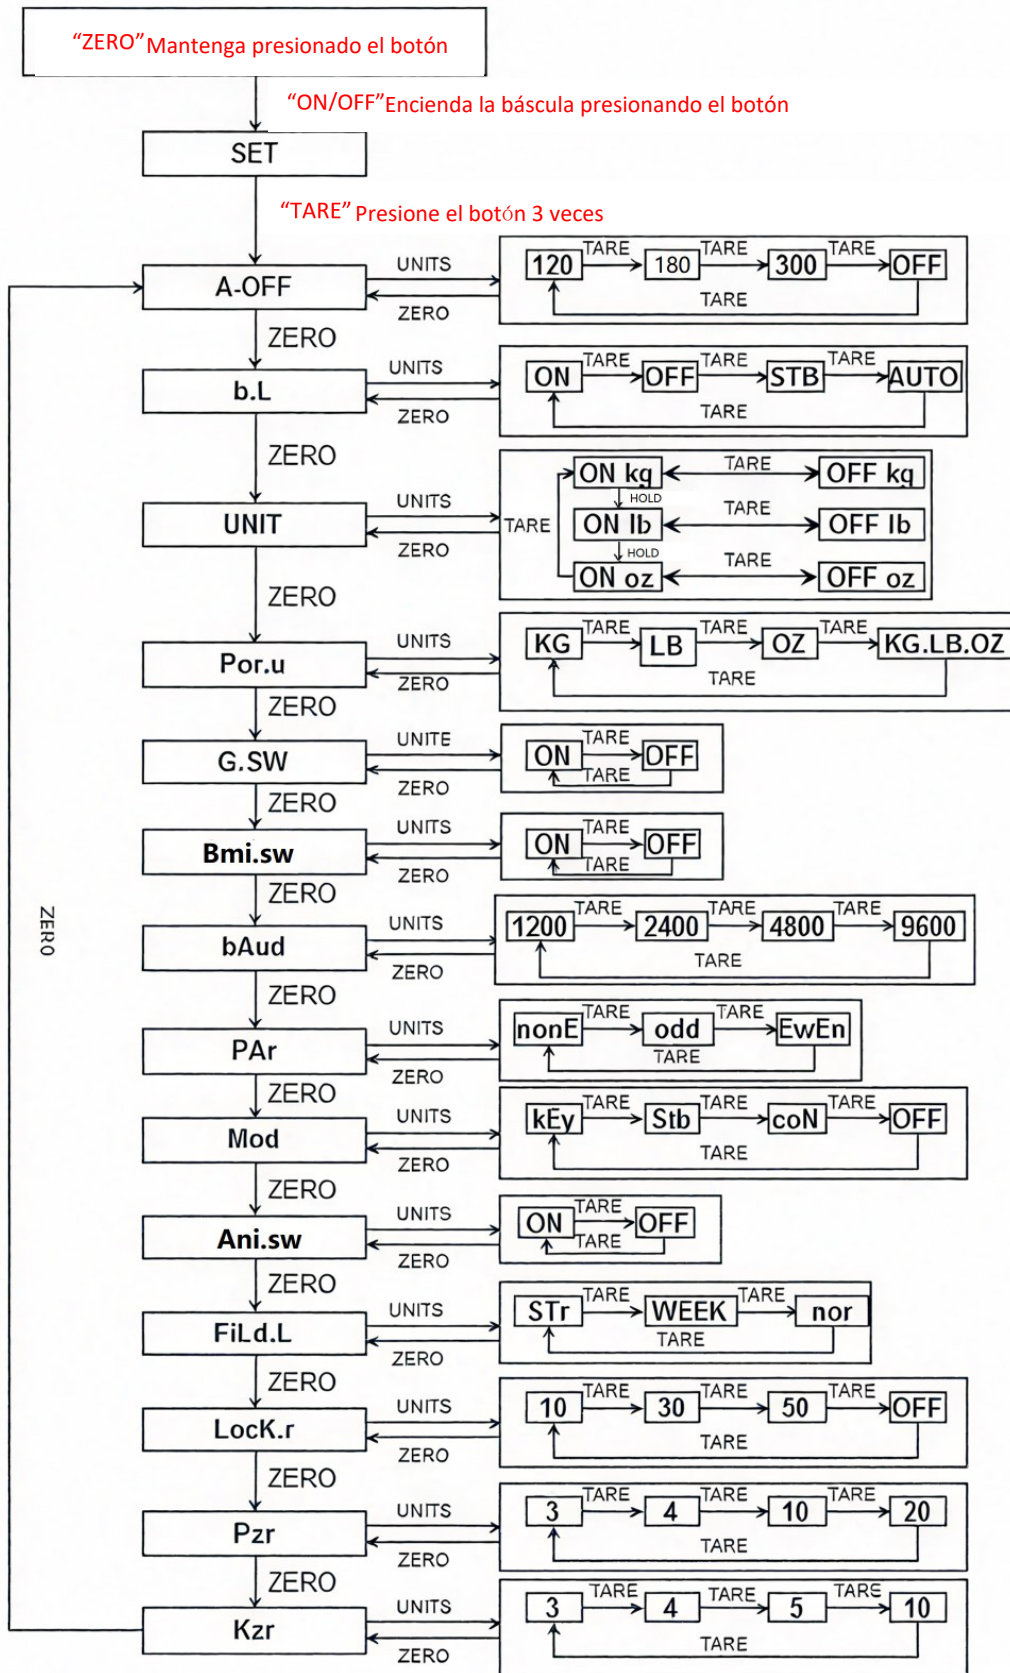 “ZERO” Mantenga presionado el botón
“ON/OFF” Encienda la báscula presionando el botón
SET
“TARE” Presione el botón 3 veces
A-OFF
UNITS
ZERO
120 TARE 180 TARE 300 TARE OFF
TARE
ZERO
b.L
UNITS
ZERO
ON TARE OFF TARE STB TARE AUTO
TARE
ZERO
UNIT
UNITS
ZERO
TARE
ON kg TARE OFF kg
HOLD
ON lb TARE OFF lb
HOLD
ON oz TARE OFF oz
ZERO
Por.u
UNITS
ZERO
KG TARE LB TARE OZ TARE KG.LB.OZ
TARE
ZERO
G.SW
UNITE
ZERO
ON TARE OFF
TARE
ZERO
Bmi.sw
UNITS
ZERO
ON TARE OFF
TARE
ZERO
bAud
UNITS
ZERO
1200 TARE 2400 TARE 4800 TARE 9600
TARE
ZERO
PAr
UNITS
ZERO
nonE TARE odd TARE EwEn
TARE
ZERO
Mod
UNITS
ZERO
kEy TARE Stb TARE coN TARE OFF
TARE
ZERO
Ani.sw
UNITS
ZERO
ON TARE OFF
TARE
ZERO
FiLd.L
UNITS
ZERO
STr TARE WEEK TARE nor
TARE
ZERO
LocK.r
UNITS
ZERO
10 TARE 30 TARE 50 TARE OFF
TARE
ZERO
Pzr
UNITS
ZERO
3 TARE 4 TARE 10 TARE 20
TARE
ZERO
Kzr
UNITS
ZERO
3 TARE 4 TARE 5 TARE 10
TARE
ZERO